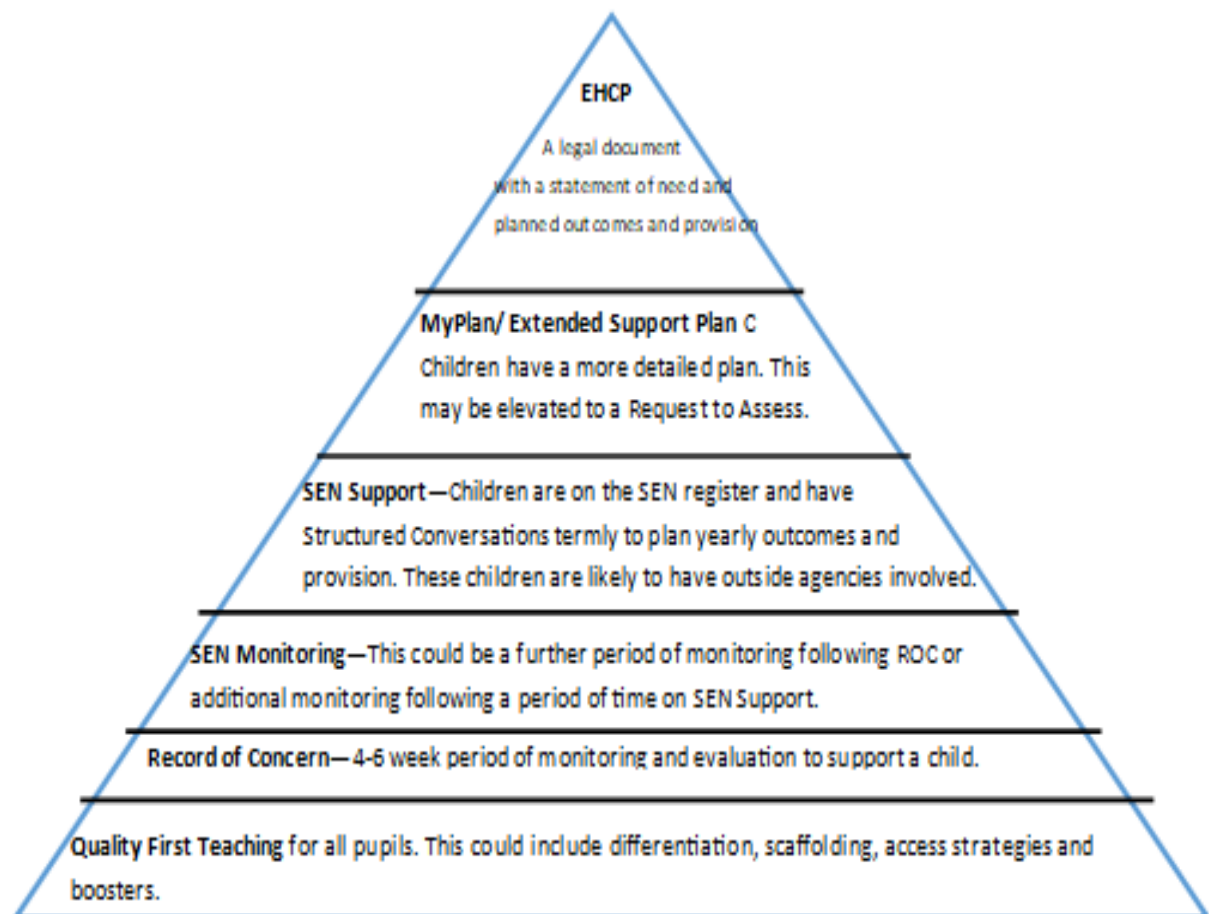 EHCP
A legal document
with a statement of need and
planned outcomes and provision
MyPlan/ Extended Support Plan C
Children have a more detailed plan. This
may be elevated to a Request to Assess.
SEN Support—Children are on the SEN register and have
Structured Conversations termly to plan yearly outcomes and
provision. These children are likely to have outside agencies involved.
SEN Monitoring—This could be a further period of monitoring following ROC or
additional monitoring following a period of time on SEN Support.
Record of Concern—4-6 week period of monitoring and evaluation to support a child.
Quality First Teaching for all pupils. This could include differentiation, scaffolding, access strategies and
boosters.